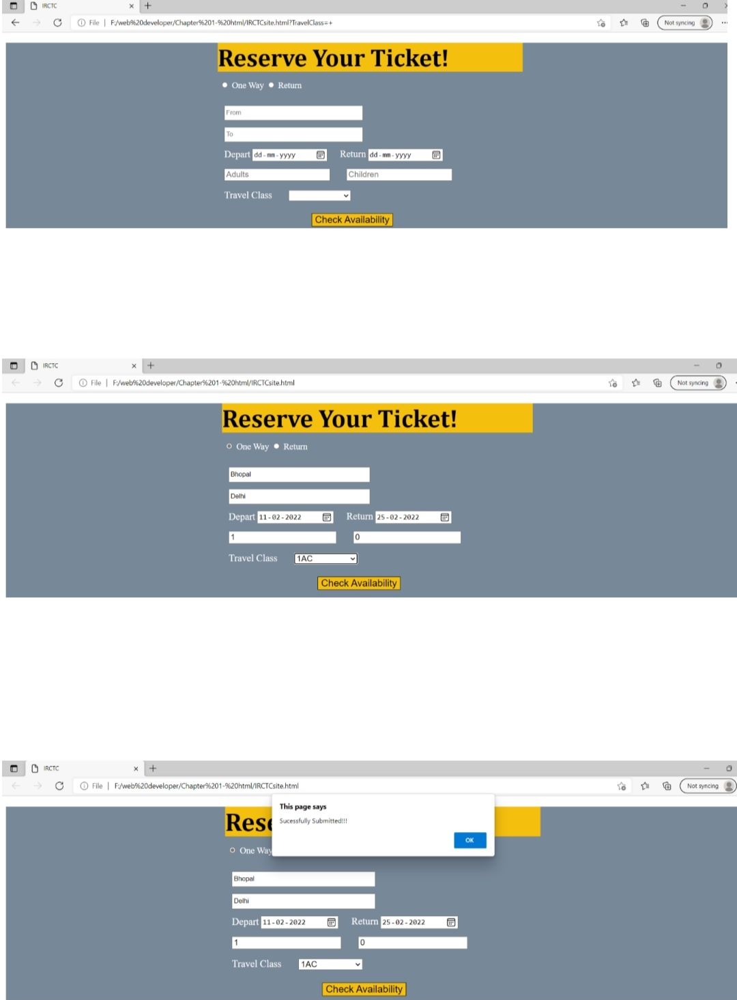 IRCTC
File | F:/web%20developer/Chapter%201-%20html/IRCTCsite.html?TravelClass=+
Not syncing
Reserve Your Ticket!
One Way Return
From
To
Depart dd-mm-yyyy Return dd-mm-yyyy
Adults Children
Travel Class
Check Availability
IRCTC
File | F:/web%20developer/Chapter%201-%20html/IRCTCsite.html
Not syncing
Reserve Your Ticket!
One Way Return
Bhopal
Delhi
Depart 11-02-2022 Return 25-02-2022
1 0
Travel Class 1AC
Check Availability
IRCTC
File | F:/web%20developer/Chapter%201-%20html/IRCTCsite.html
Not syncing
This page says
Sucessfully Submitted!!!
Rese
OK
One Way
Bhopal
Delhi
Depart 11-02-2022 Return 25-02-2022
1 0
Travel Class 1AC
Check Availability